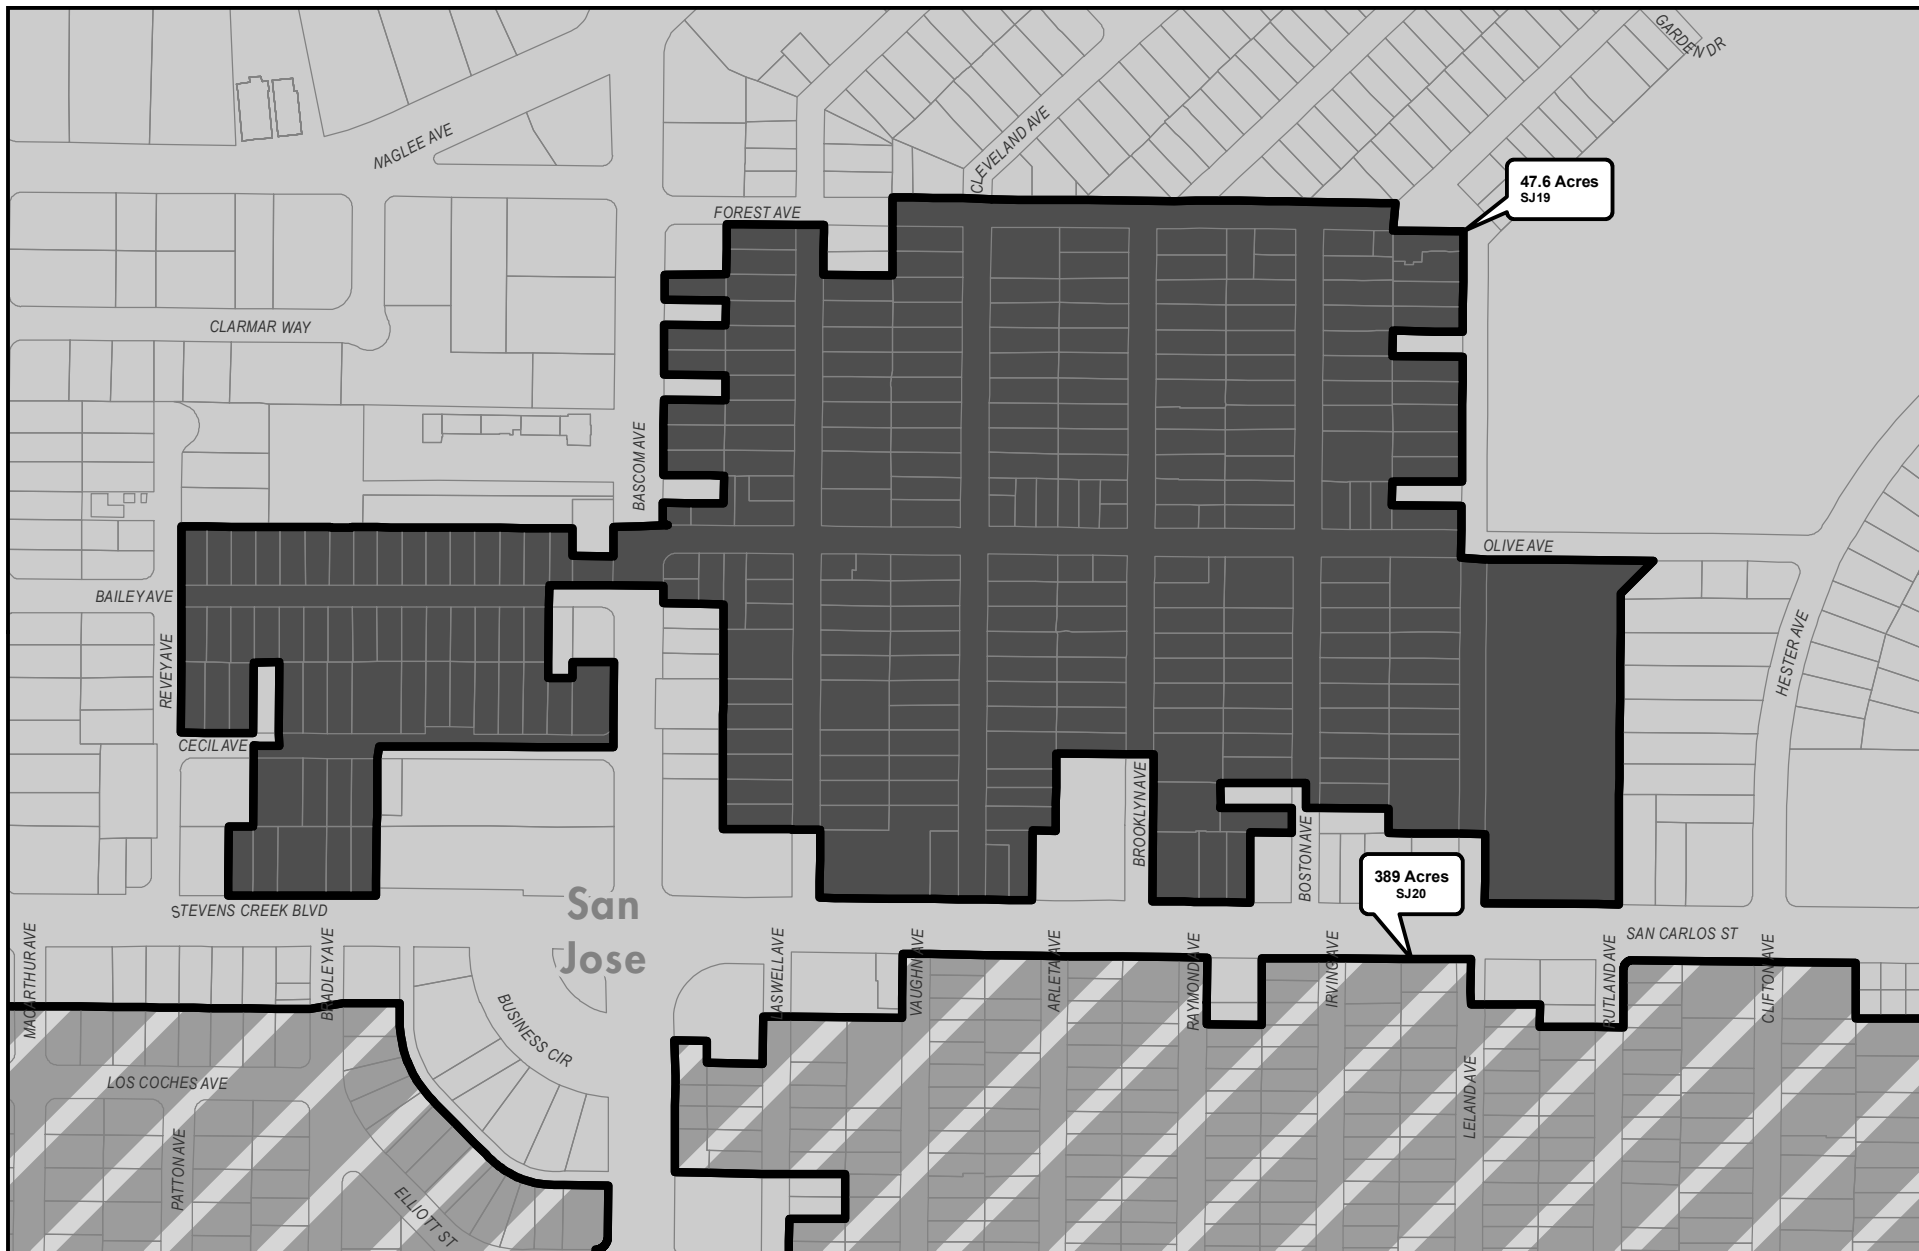 GARDEN DR
NAGLEE AVE
CLEVELAND AVE
47.6 Acres
SJ19
FOREST AVE
CLARMAR WAY
BASCOM AVE
OLIVE AVE
BAILEY AVE
REVEY AVE
HESTER AVE
CECIL AVE
BROOKLYN AVE
BOSTON AVE
389 Acres
SJ20
San
Jose
STEVENS CREEK BLVD
SAN CARLOS ST
MACARTHUR AVE
BRADLEY AVE
LASWELL AVE
VAUGHN AVE
ARLETA AVE
RAYMOND AVE
IRVING AVE
RUTLAND AVE
CLIFTON AVE
BUSINESS CIR
LOS COCHES AVE
LELAND AVE
PATTON AVE
ELLIOTT ST